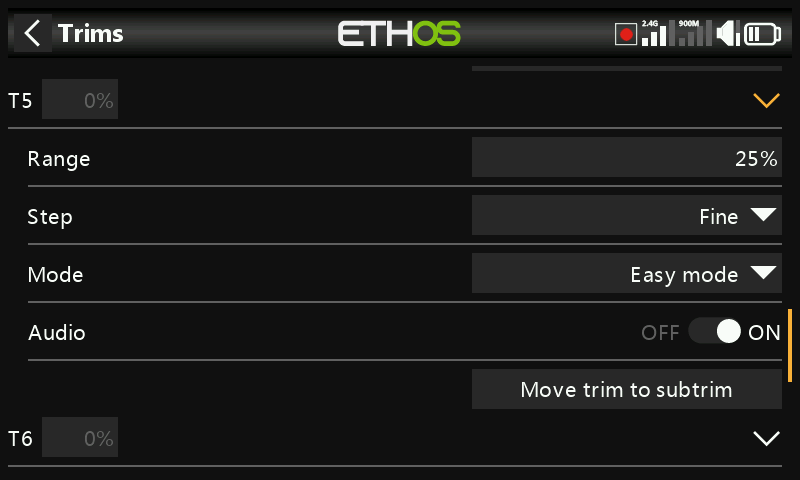 Trims
ETHOS
2.4G
900M
T5 0%
Range 25%
Step Fine
Mode Easy mode
Audio OFF ON
Move trim to subtrim
T6 0%